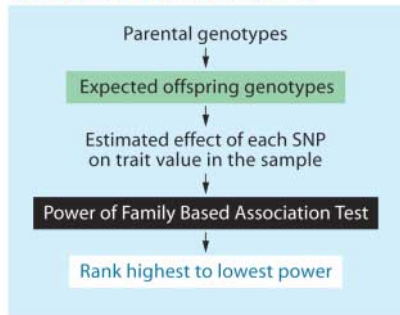 Parental genotypes
Expected offspring genotypes
Estimated effect of each SNP
on trait value in the sample
Power of Family Based Association Test
Rank highest to lowest power